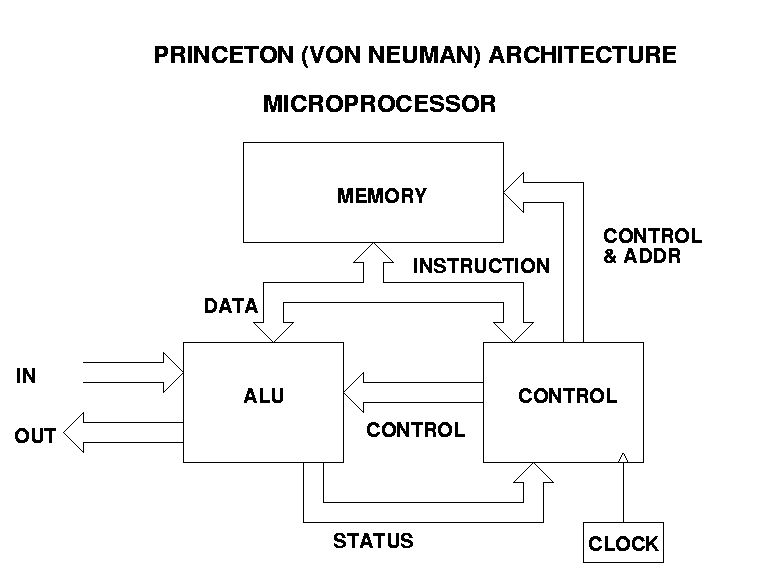 PRINCETON (VON NEUMAN) ARCHITECTURE
MICROPROCESSOR
MEMORY
CONTROL
& ADDR
INSTRUCTION
DATA
IN
ALU
CONTROL
OUT
CONTROL
STATUS
CLOCK